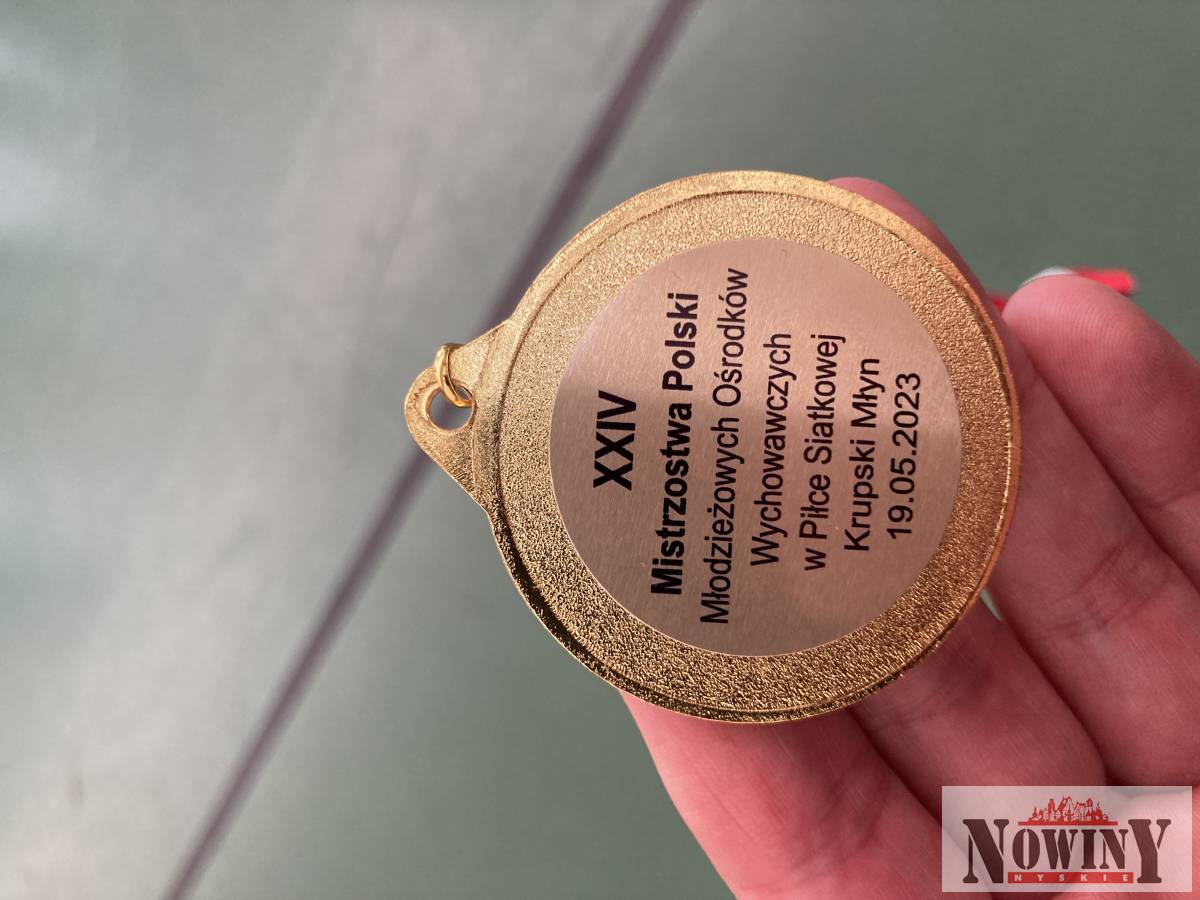 XXIV
Mistrzostwa Polski
Młodzieżowych Ośrodków
Wychowawczych
w Piłce Siatkowej
Krupski Młyn
19.05.2023
NOWINY
NYSKIE